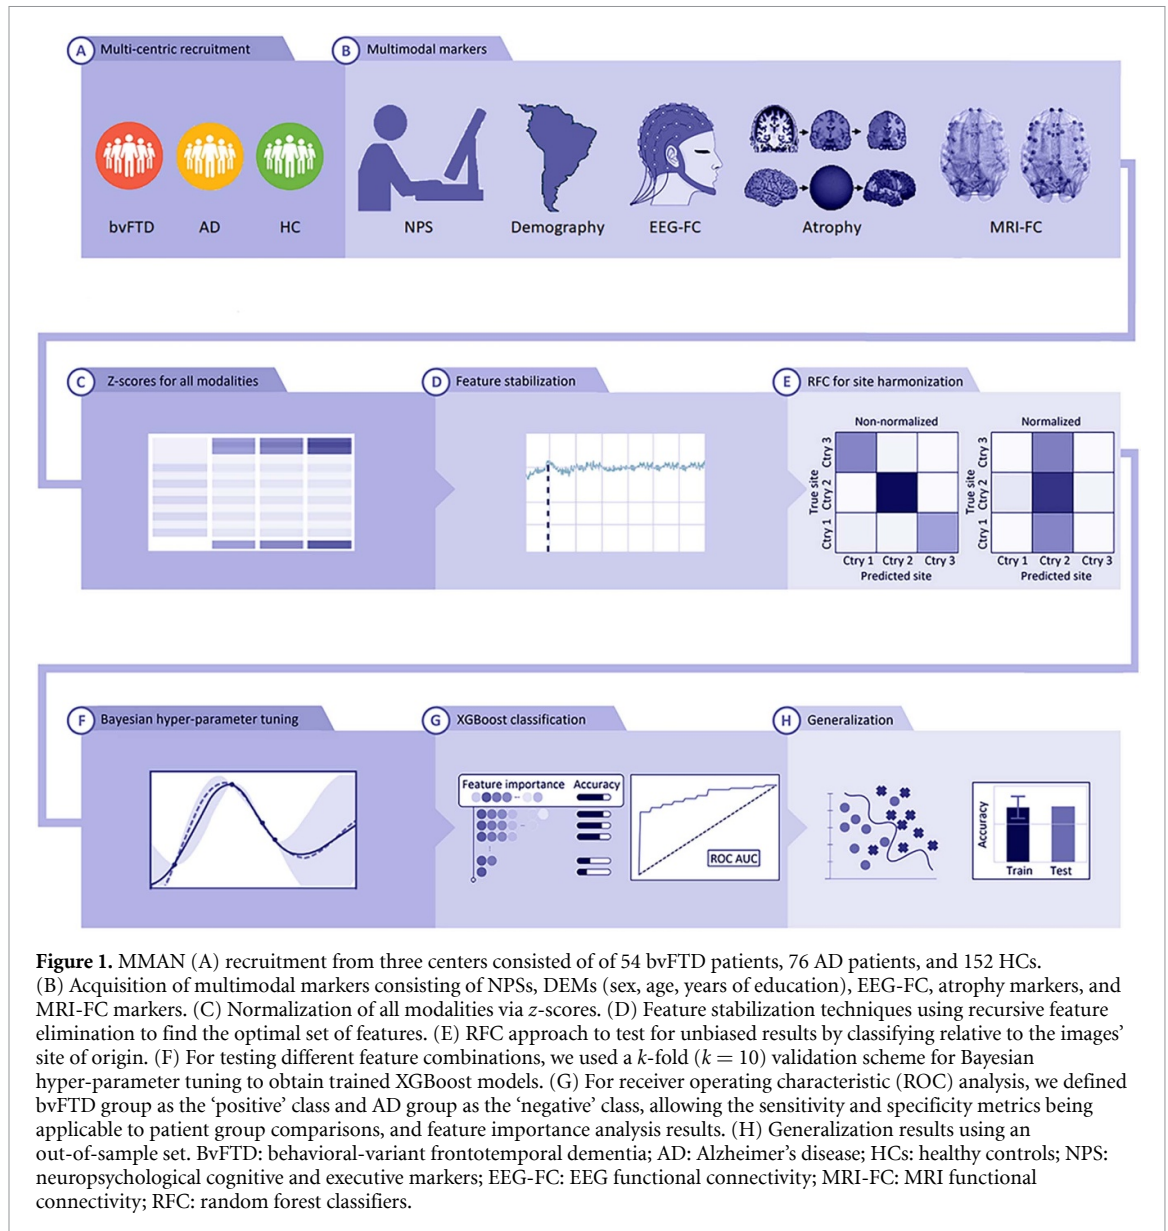 A Multi-centric recruitment
B Multimodal markers
bvFTD AD HC NPS Demography EEG-FC Atrophy MRI-FC
C Z-scores for all modalities
D Feature stabilization
E RFC for site harmonization
Non-normalized
True site
Ctry 3
Ctry 2
Ctry 1
Ctry 1 Ctry 2 Ctry 3
Predicted site
Normalized
True site
Ctry 3
Ctry 2
Ctry 1
Ctry 1 Ctry 2 Ctry 3
Predicted site
F Bayesian hyper-parameter tuning
G XGBoost classification
Feature importance Accuracy
ROC AUC
H Generalization
Accuracy
Train Test
Figure 1. MMAN (A) recruitment from three centers consisted of of 54 bvFTD patients, 76 AD patients, and 152 HCs.
(B) Acquisition of multimodal markers consisting of NPSs, DEMs (sex, age, years of education), EEG-FC, atrophy markers, and
MRI-FC markers. (C) Normalization of all modalities via z-scores. (D) Feature stabilization techniques using recursive feature
elimination to find the optimal set of features. (E) RFC approach to test for unbiased results by classifying relative to the images’
site of origin. (F) For testing different feature combinations, we used a k-fold (k = 10) validation scheme for Bayesian
hyper-parameter tuning to obtain trained XGBoost models. (G) For receiver operating characteristic (ROC) analysis, we defined
bvFTD group as the ‘positive’ class and AD group as the ‘negative’ class, allowing the sensitivity and specificity metrics being
applicable to patient group comparisons, and feature importance analysis results. (H) Generalization results using an
out-of-sample set. BvFTD: behavioral-variant frontotemporal dementia; AD: Alzheimer’s disease; HCs: healthy controls; NPS:
neuropsychological cognitive and executive markers; EEG-FC: EEG functional connectivity; MRI-FC: MRI functional
connectivity; RFC: random forest classifiers.